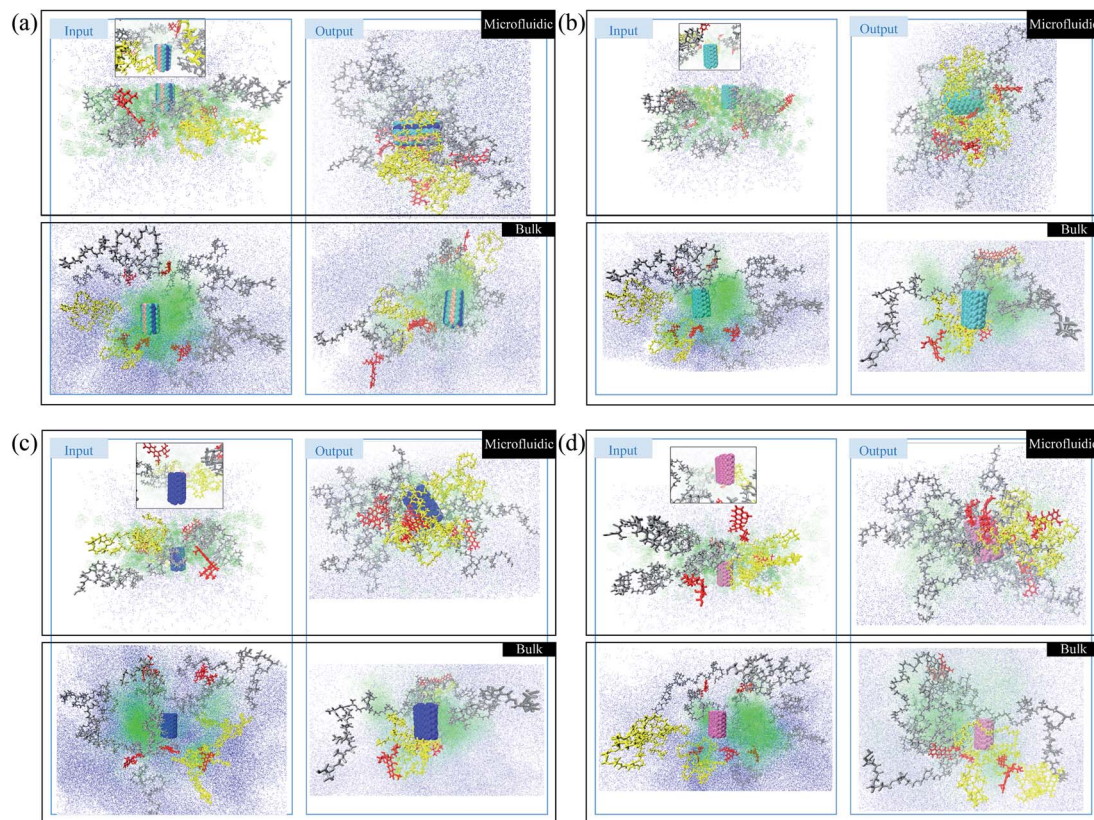 (a)
Input
Output
Microfluidic
Bulk
(b)
Input
Output
Microfluidic
Bulk
(c)
Input
Output
Microfluidic
Bulk
(d)
Input
Output
Microfluidic
Bulk